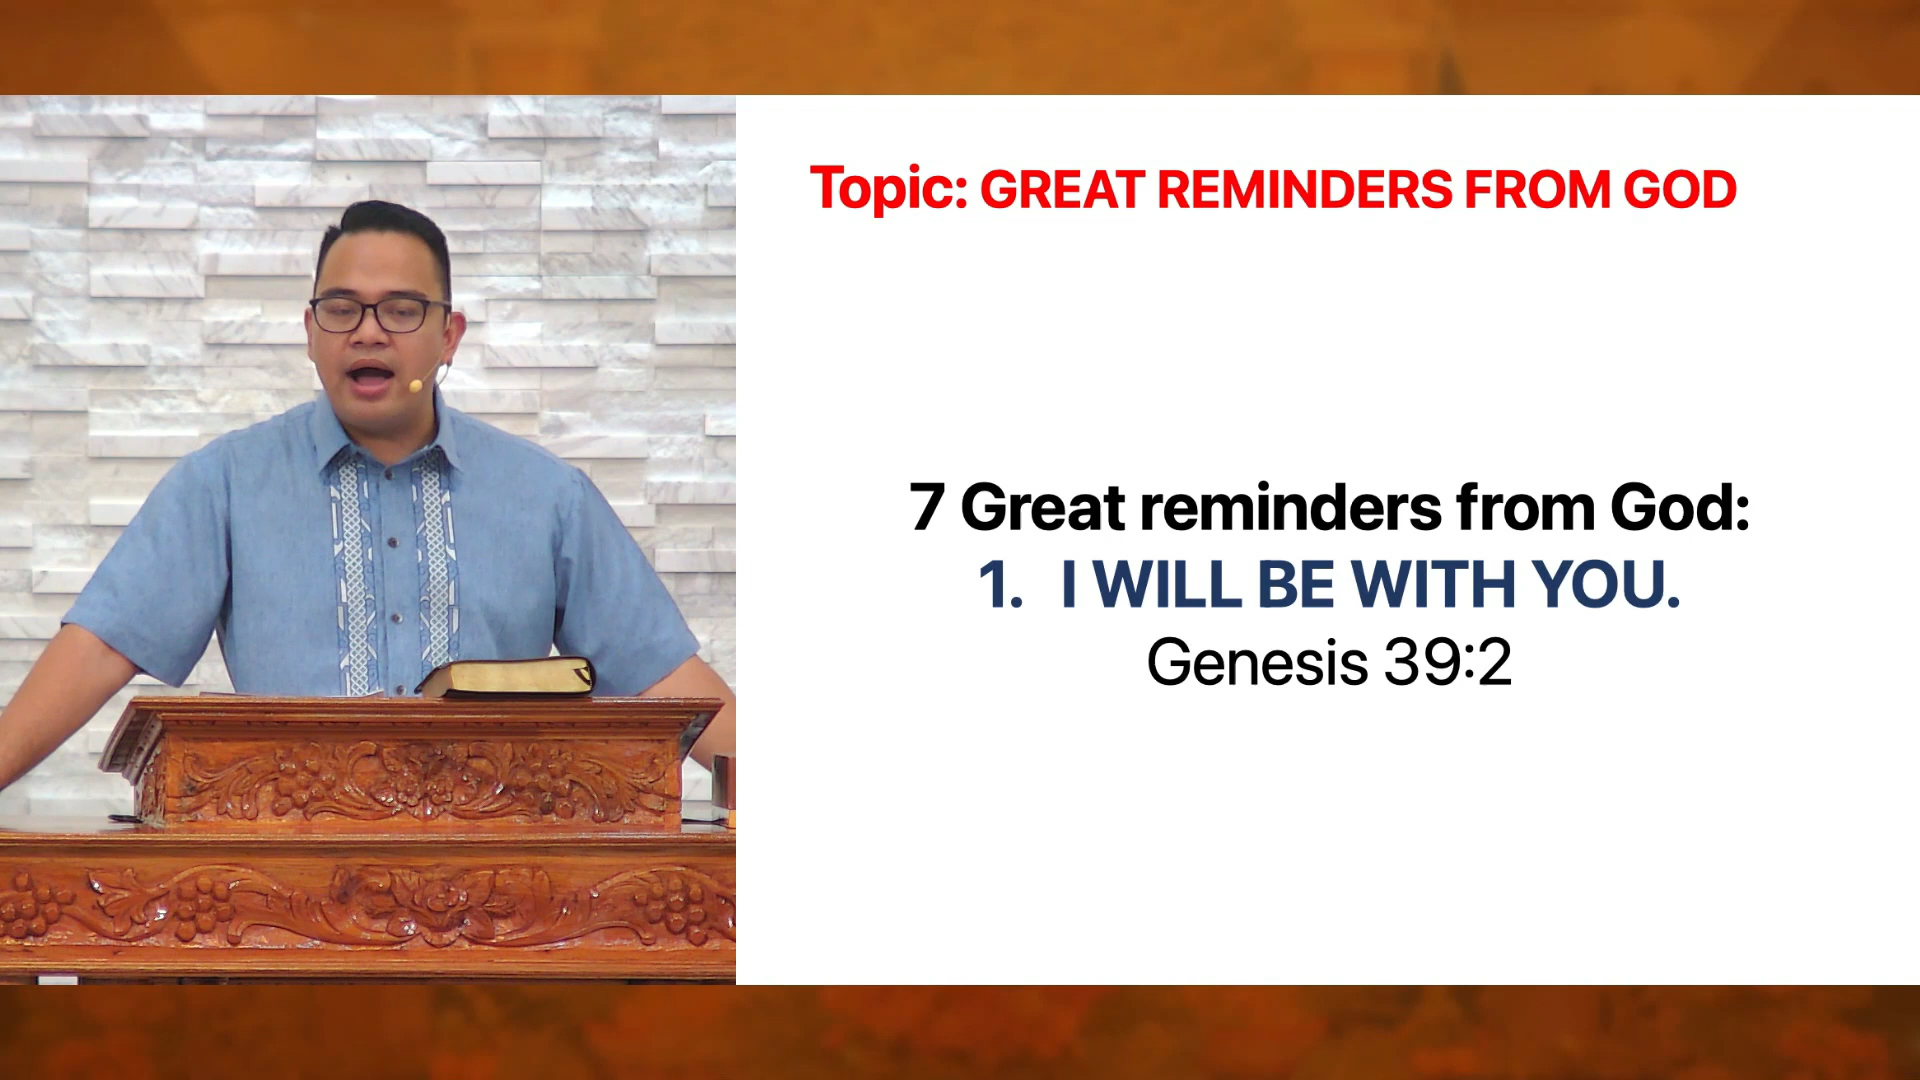 Topic: GREAT REMINDERS FROM GOD
7 Great reminders from God:
1. I WILL BE WITH YOU.
Genesis 39:2